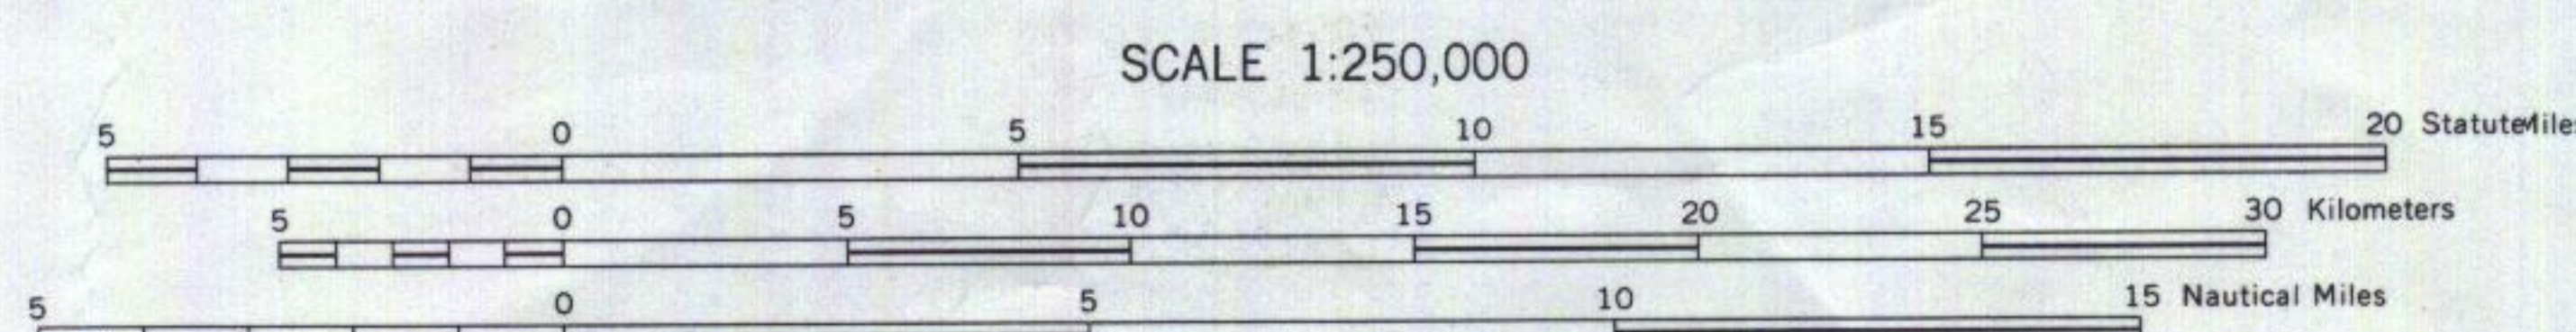 SCALE 1:250,000
5 0 5 10 15 20 Statute
5 0 5 10 15 20 25 30 Kilometers
5 0 5 10 15 Nautical Miles